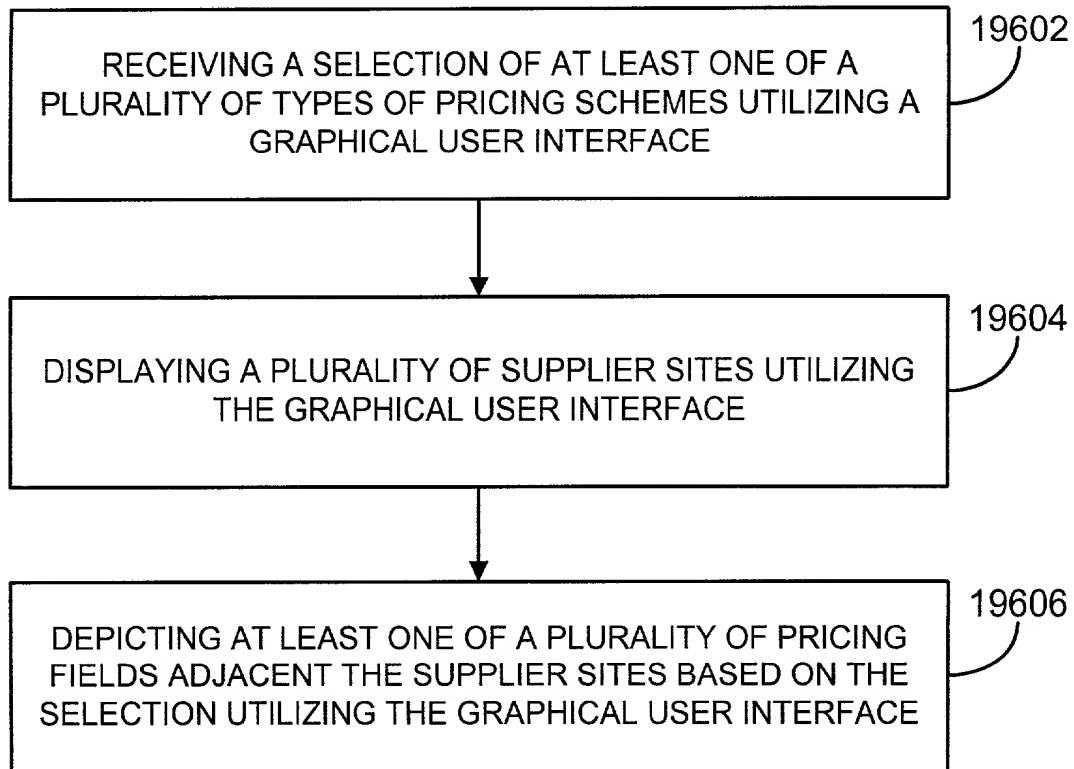 19602
RECEIVING A SELECTION OF AT LEAST ONE OF A
PLURALITY OF TYPES OF PRICING SCHEMES UTILIZING A
GRAPHICAL USER INTERFACE
19604
DISPLAYING A PLURALITY OF SUPPLIER SITES UTILIZING
THE GRAPHICAL USER INTERFACE
19606
DEPICTING AT LEAST ONE OF A PLURALITY OF PRICING
FIELDS ADJACENT THE SUPPLIER SITES BASED ON THE
SELECTION UTILIZING THE GRAPHICAL USER INTERFACE